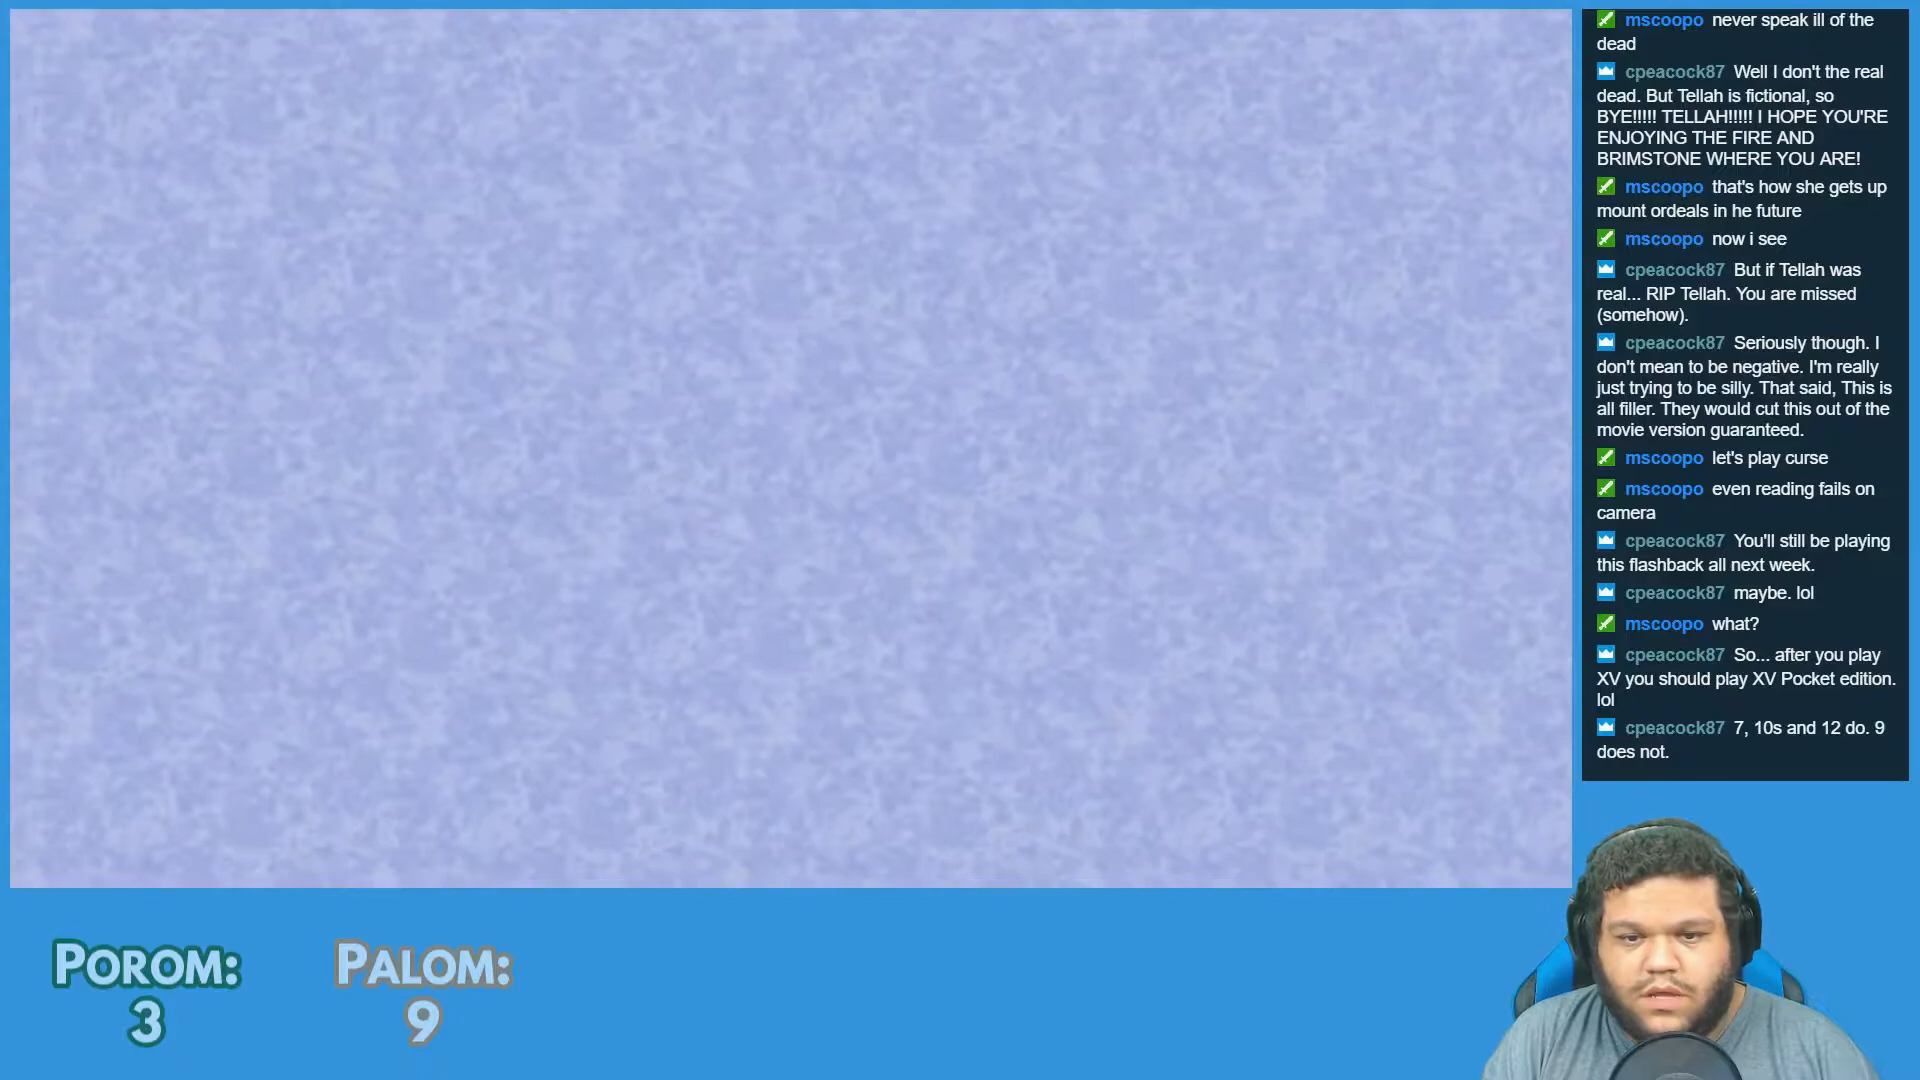 mscoopo never speak ill of the
dead
cpeacock87 Well I don't the real
dead. But Tellah is fictional, so
BYE!!!!! TELLAH!!!!! I HOPE YOU'RE
ENJOYING THE FIRE AND
BRIMSTONE WHERE YOU ARE!
mscoopo that's how she gets up
mount ordeals in he future
mscoopo now i see
cpeacock87 But if Tellah was
real... RIP Tellah. You are missed
(somehow).
cpeacock87 Seriously though. I
don't mean to be negative. I'm really
just trying to be silly. That said, This is
all filler. They would cut this out of the
movie version guaranteed.
mscoopo let's play curse
mscoopo even reading fails on
camera
cpeacock87 You'll still be playing
this flashback all next week.
cpeacock87 maybe. lol
mscoopo what?
cpeacock87 So... after you play
XV you should play XV Pocket edition.
lol
cpeacock87 7, 10s and 12 do. 9
does not.
POROM: PALOM:
3 9